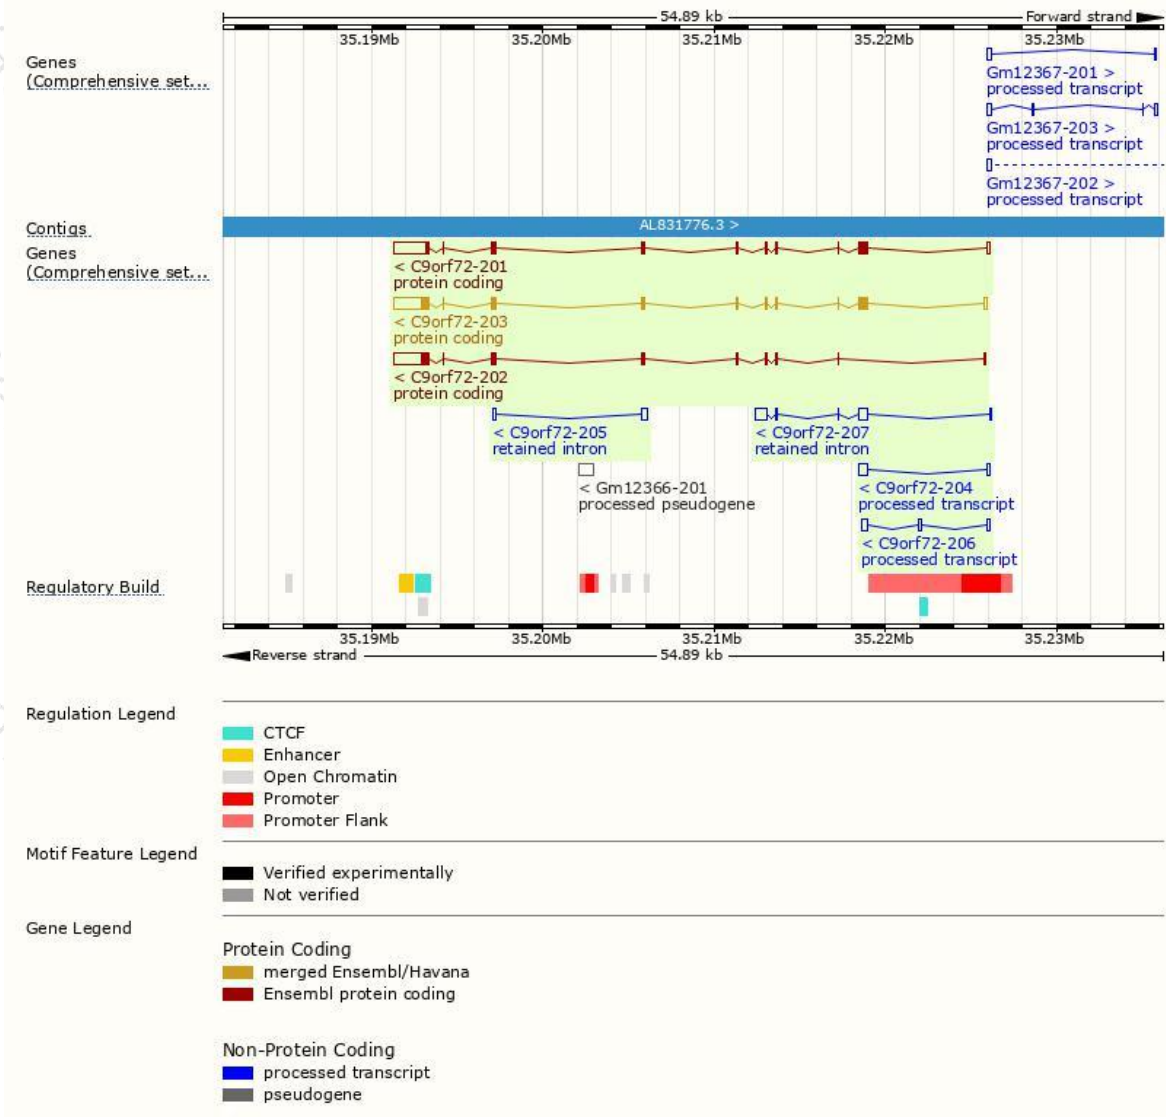 54.89 kb
Forward strand
35.19Mb 35.20Mb 35.21Mb 35.22Mb 35.23Mb
Genes
(Comprehensive set...
Gm12367-201 >
processed transcript
Gm12367-203 >
processed transcript
Gm12367-202 >
processed transcript
Contigs
AL831776.3 >
Genes
(Comprehensive set...
< C9orf72-201
protein coding
< C9orf72-203
protein coding
< C9orf72-202
protein coding
< C9orf72-205
retained intron
< C9orf72-207
retained intron
< Gm12366-201
processed pseudogene
< C9orf72-204
processed transcript
< C9orf72-206
processed transcript
Regulatory Build
35.19Mb 35.20Mb 35.21Mb 35.22Mb 35.23Mb
Reverse strand
54.89 kb
Regulation Legend
CTCF
Enhancer
Open Chromatin
Promoter
Promoter Flank
Motif Feature Legend
Verified experimentally
Not verified
Gene Legend
Protein Coding
merged Ensembl/Havana
Ensembl protein coding
Non-Protein Coding
processed transcript
pseudogene